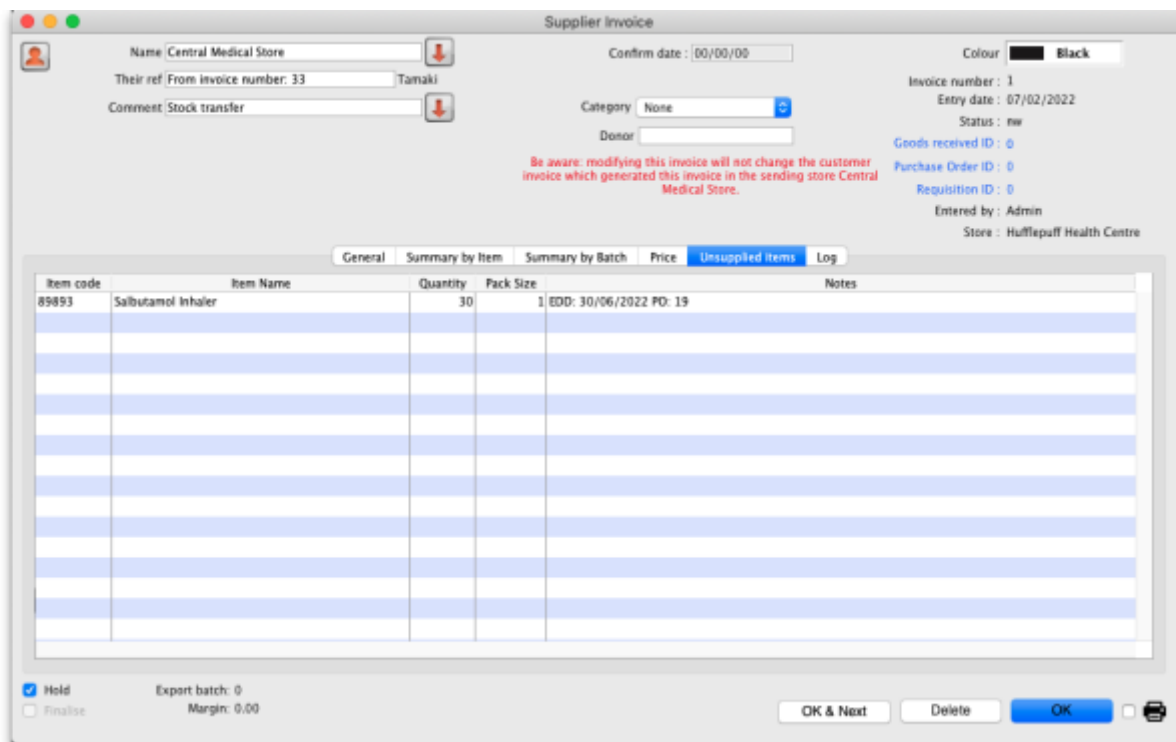 Supplier Invoice
Name Central Medical Store
Confirm date : 00/00/00
Colour Black
Their ref From invoice number: 33 Tamaki
Invoice number : 1
Comment Stock transfer
Category None
Entry date : 07/02/2022
Status : nw
Donor
Goods received ID : 0
Be aware: modifying this invoice will not change the customer
invoice which generated this invoice in the sending store Central
Medical Store.
Purchase Order ID : 0
Requisition ID : 0
Entered by : Admin
Store : Hufflepuff Health Centre
General Summary by Item Summary by Batch Price Unsupplied items Log
Item code Item Name Quantity Pack Size Notes
89893 Salbutamol Inhaler 30 1 EDD: 30/06/2022 PO: 19
Hold Export batch: 0
Finalise Margin: 0.00
OK & Next Delete OK